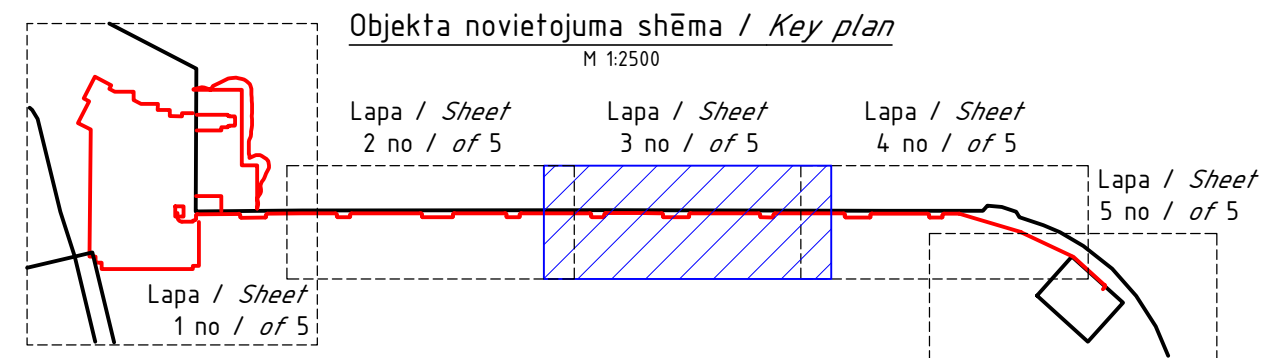 Objekta novietojuma shēma / Key plan
M 1:2500
Lapa / Sheet
2 no / of 5
Lapa / Sheet
3 no / of 5
Lapa / Sheet
4 no / of 5
Lapa / Sheet
5 no / of 5
Lapa / Sheet
1 no / of 5